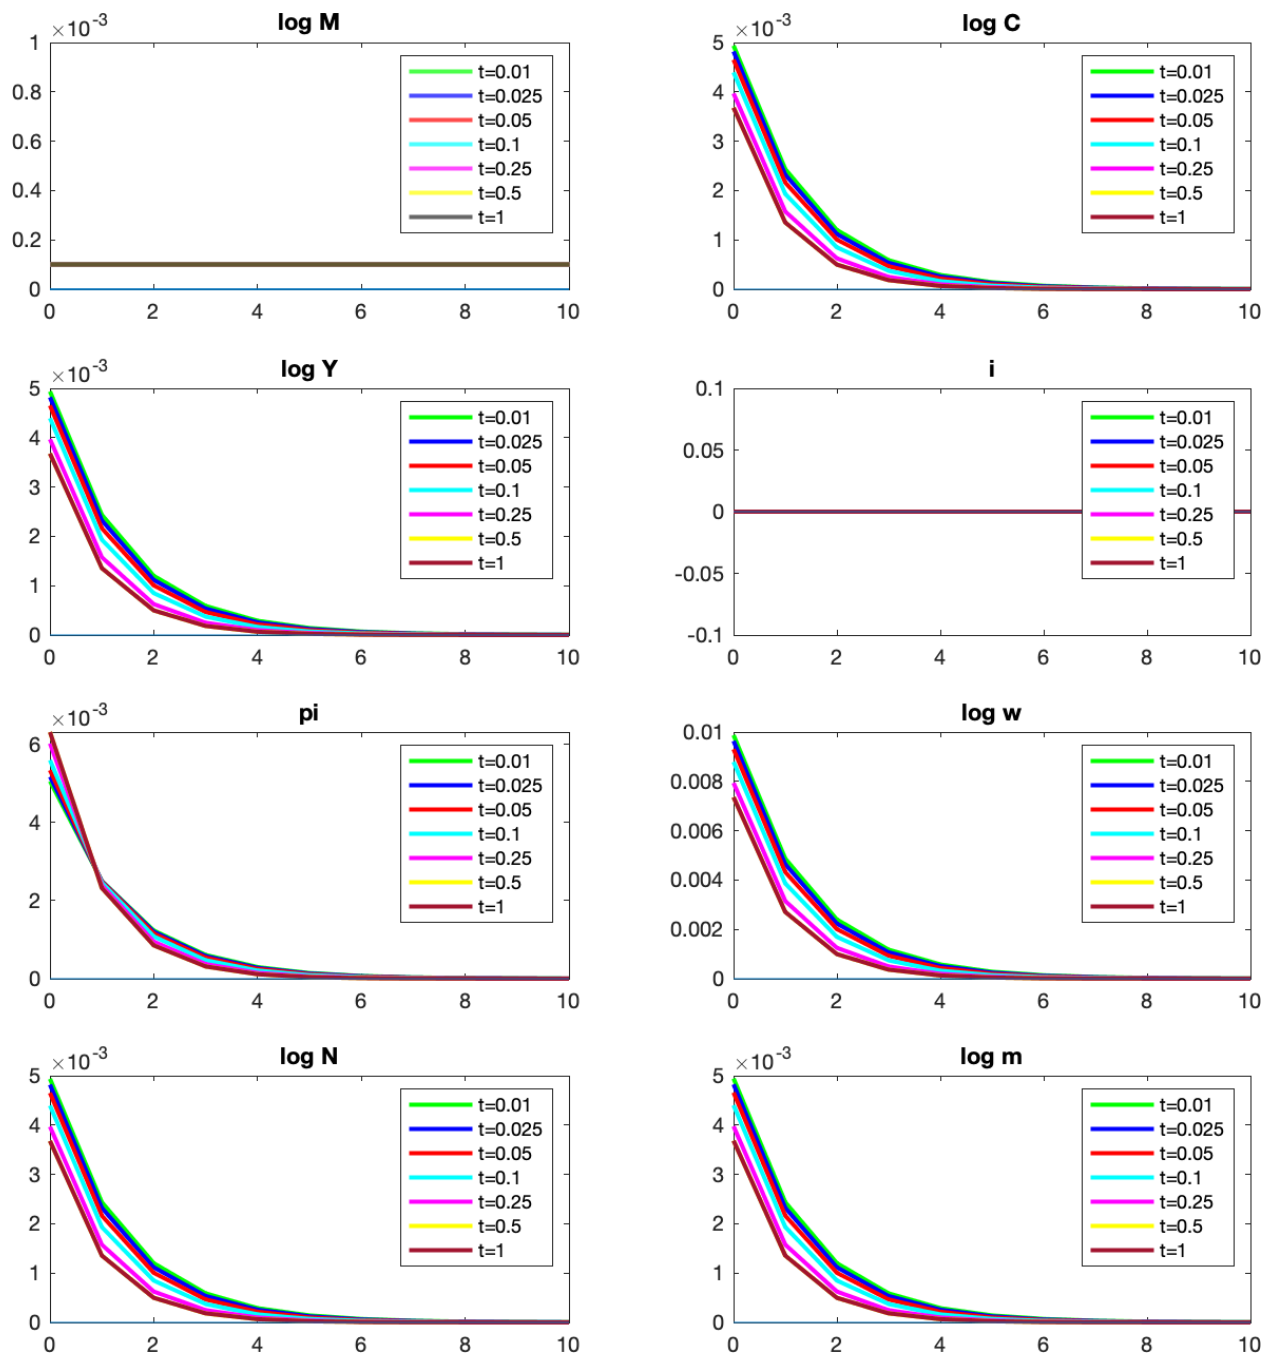 log M
×10-3
1
0.8
0.6
0.4
0.2
0
0 2 4 6 8 10
t=0.01
t=0.025
t=0.05
t=0.1
t=0.25
t=0.5
t=1
log C
×10-3
5
4
3
2
1
0
0 2 4 6 8 10
t=0.01
t=0.025
t=0.05
t=0.1
t=0.25
t=0.5
t=1
log Y
×10-3
5
4
3
2
1
0
0 2 4 6 8 10
t=0.01
t=0.025
t=0.05
t=0.1
t=0.25
t=0.5
t=1
i
0.1
0.05
0
-0.05
-0.1
0 2 4 6 8 10
t=0.01
t=0.025
t=0.05
t=0.1
t=0.25
t=0.5
t=1
pi
×10-3
6
4
2
0
0 2 4 6 8 10
t=0.01
t=0.025
t=0.05
t=0.1
t=0.25
t=0.5
t=1
log w
0.01
0.008
0.006
0.004
0.002
0
0 2 4 6 8 10
t=0.01
t=0.025
t=0.05
t=0.1
t=0.25
t=0.5
t=1
log N
×10-3
5
4
3
2
1
0
0 2 4 6 8 10
t=0.01
t=0.025
t=0.05
t=0.1
t=0.25
t=0.5
t=1
log m
×10-3
5
4
3
2
1
0
0 2 4 6 8 10
t=0.01
t=0.025
t=0.05
t=0.1
t=0.25
t=0.5
t=1